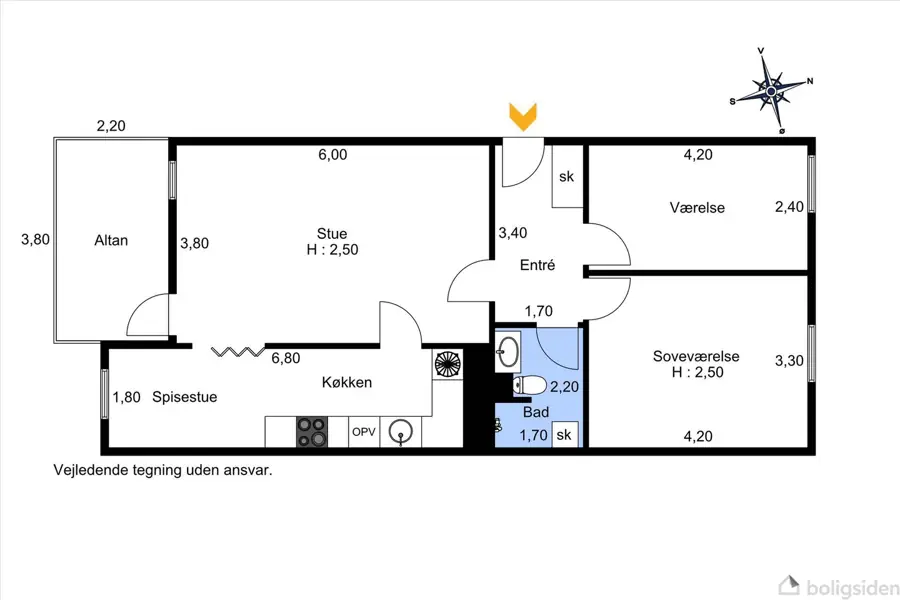 V
N
S
Ø
2,20
6,00
4,20
sk
Værelse
2,40
3,80
Altan
3,80
Stue
H : 2,50
3,40
Entré
1,70
6,80
Køkken
Soveværelse
H : 2,50
3,30
1,80
Spisestue
2,20
Bad
OPV
1,70
sk
4,20
Vejledende tegning uden ansvar.
boligsiden